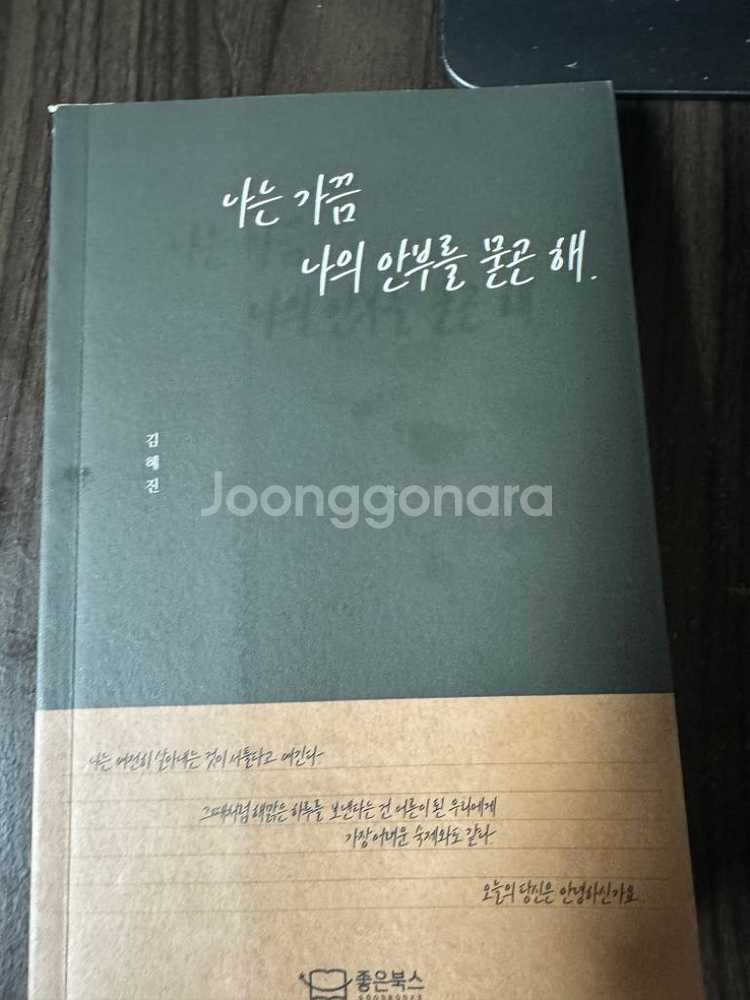 나는 가끔
나의 안부를 묻곤 해.
김혜진
Joonggonara
나는 여전히 살아내는 것이 서툴다고 여긴다
그때처럼 해맑은 하루를 보낸다는 건 어른이 된 우리에게
가장 어려운 숙제와도 같다
오늘의 당신은 안녕하신가요
좋은북스